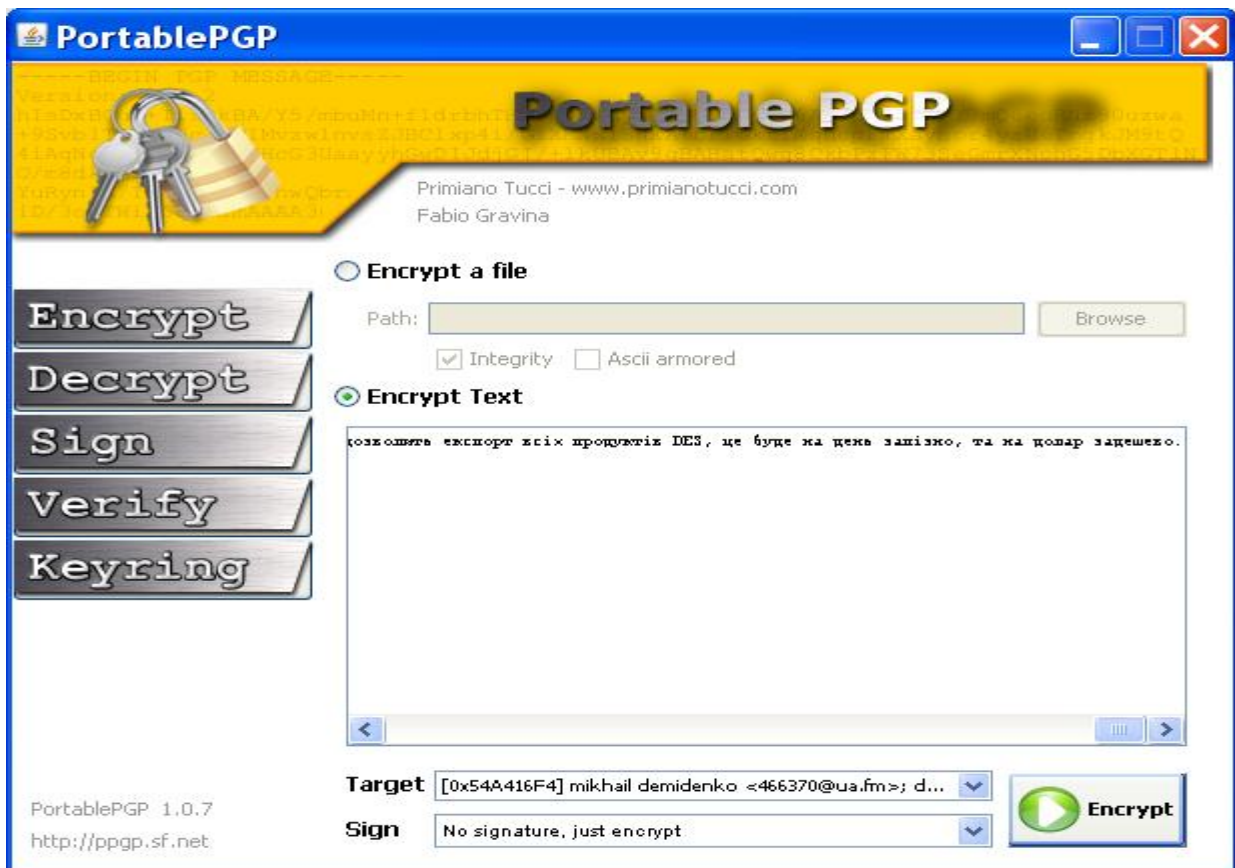 PortablePGP
-----BEGIN PGP MESSAGE-----
Portable PGP
Primiano Tucci - www.primianotucci.com
Fabio Gravina
Encrypt a file
Encrypt
Path:
Browse
Integrity
Ascii armored
Decrypt
Encrypt Text
Sign
експорт всіх продуктів DES, це буде на день запізно, та на долар задешево.
Verify
Keyring
Target
[0x54A416F4] mikhail demidenko <466370@ua.fm>; d...
Encrypt
PortablePGP 1.0.7
Sign
No signature, just encrypt
http://ppgp.sf.net